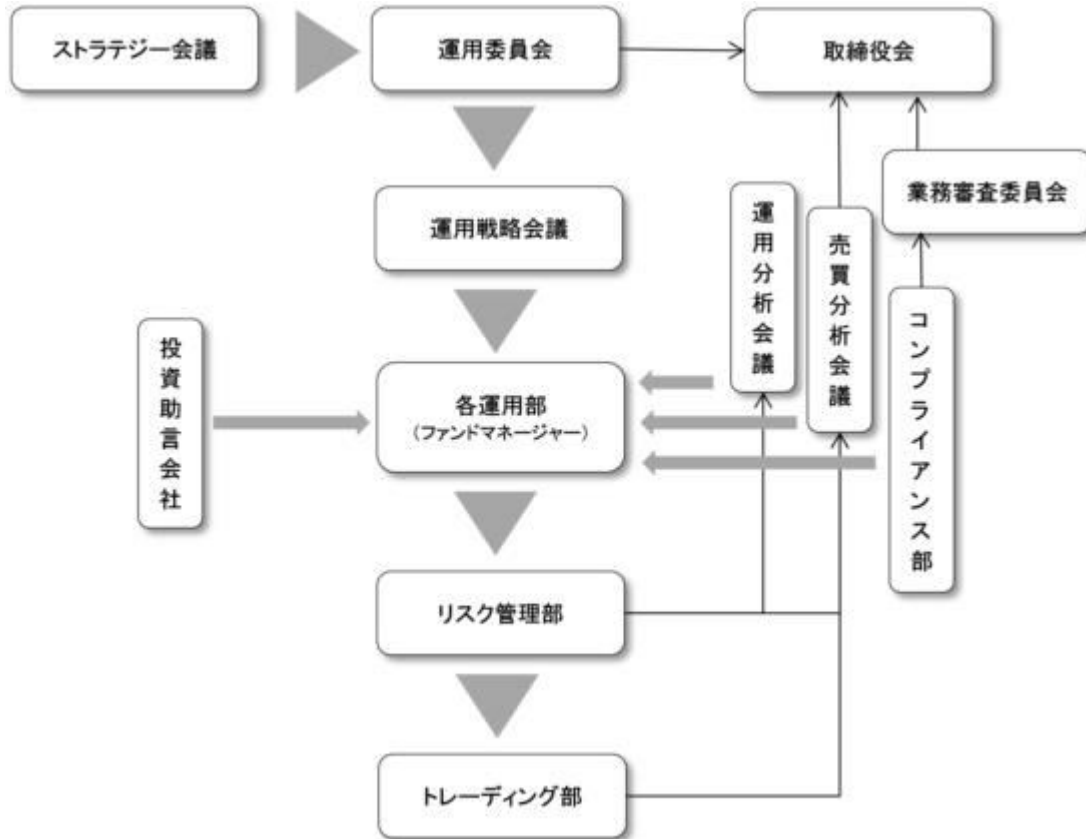 ストラテジー会議
運用委員会
取締役会
業務審査委員会
運用戦略会議
運用分析会議
売買分析会議
コンプライアンス部
投資助言会社
各運用部
(ファンドマネージャー)
リスク管理部
トレーディング部